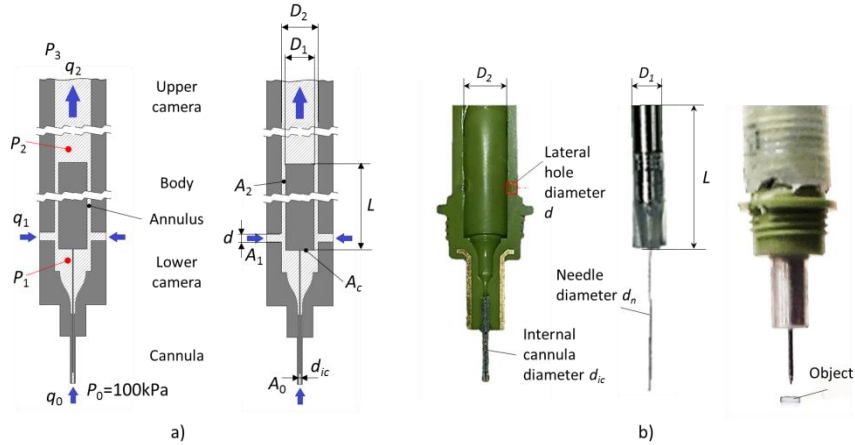 P3
q2
Upper
camera
P2
Body
Annulus
q1
P1
Lower
camera
Cannula
P0=100kPa
q0
a)
D2
D1
A2
L
d
A1
Ac
A0
dic
D2
Lateral
hole
diameter
d
Internal
cannula
diameter dic
D1
L
Needle
diameter dn
Object
b)